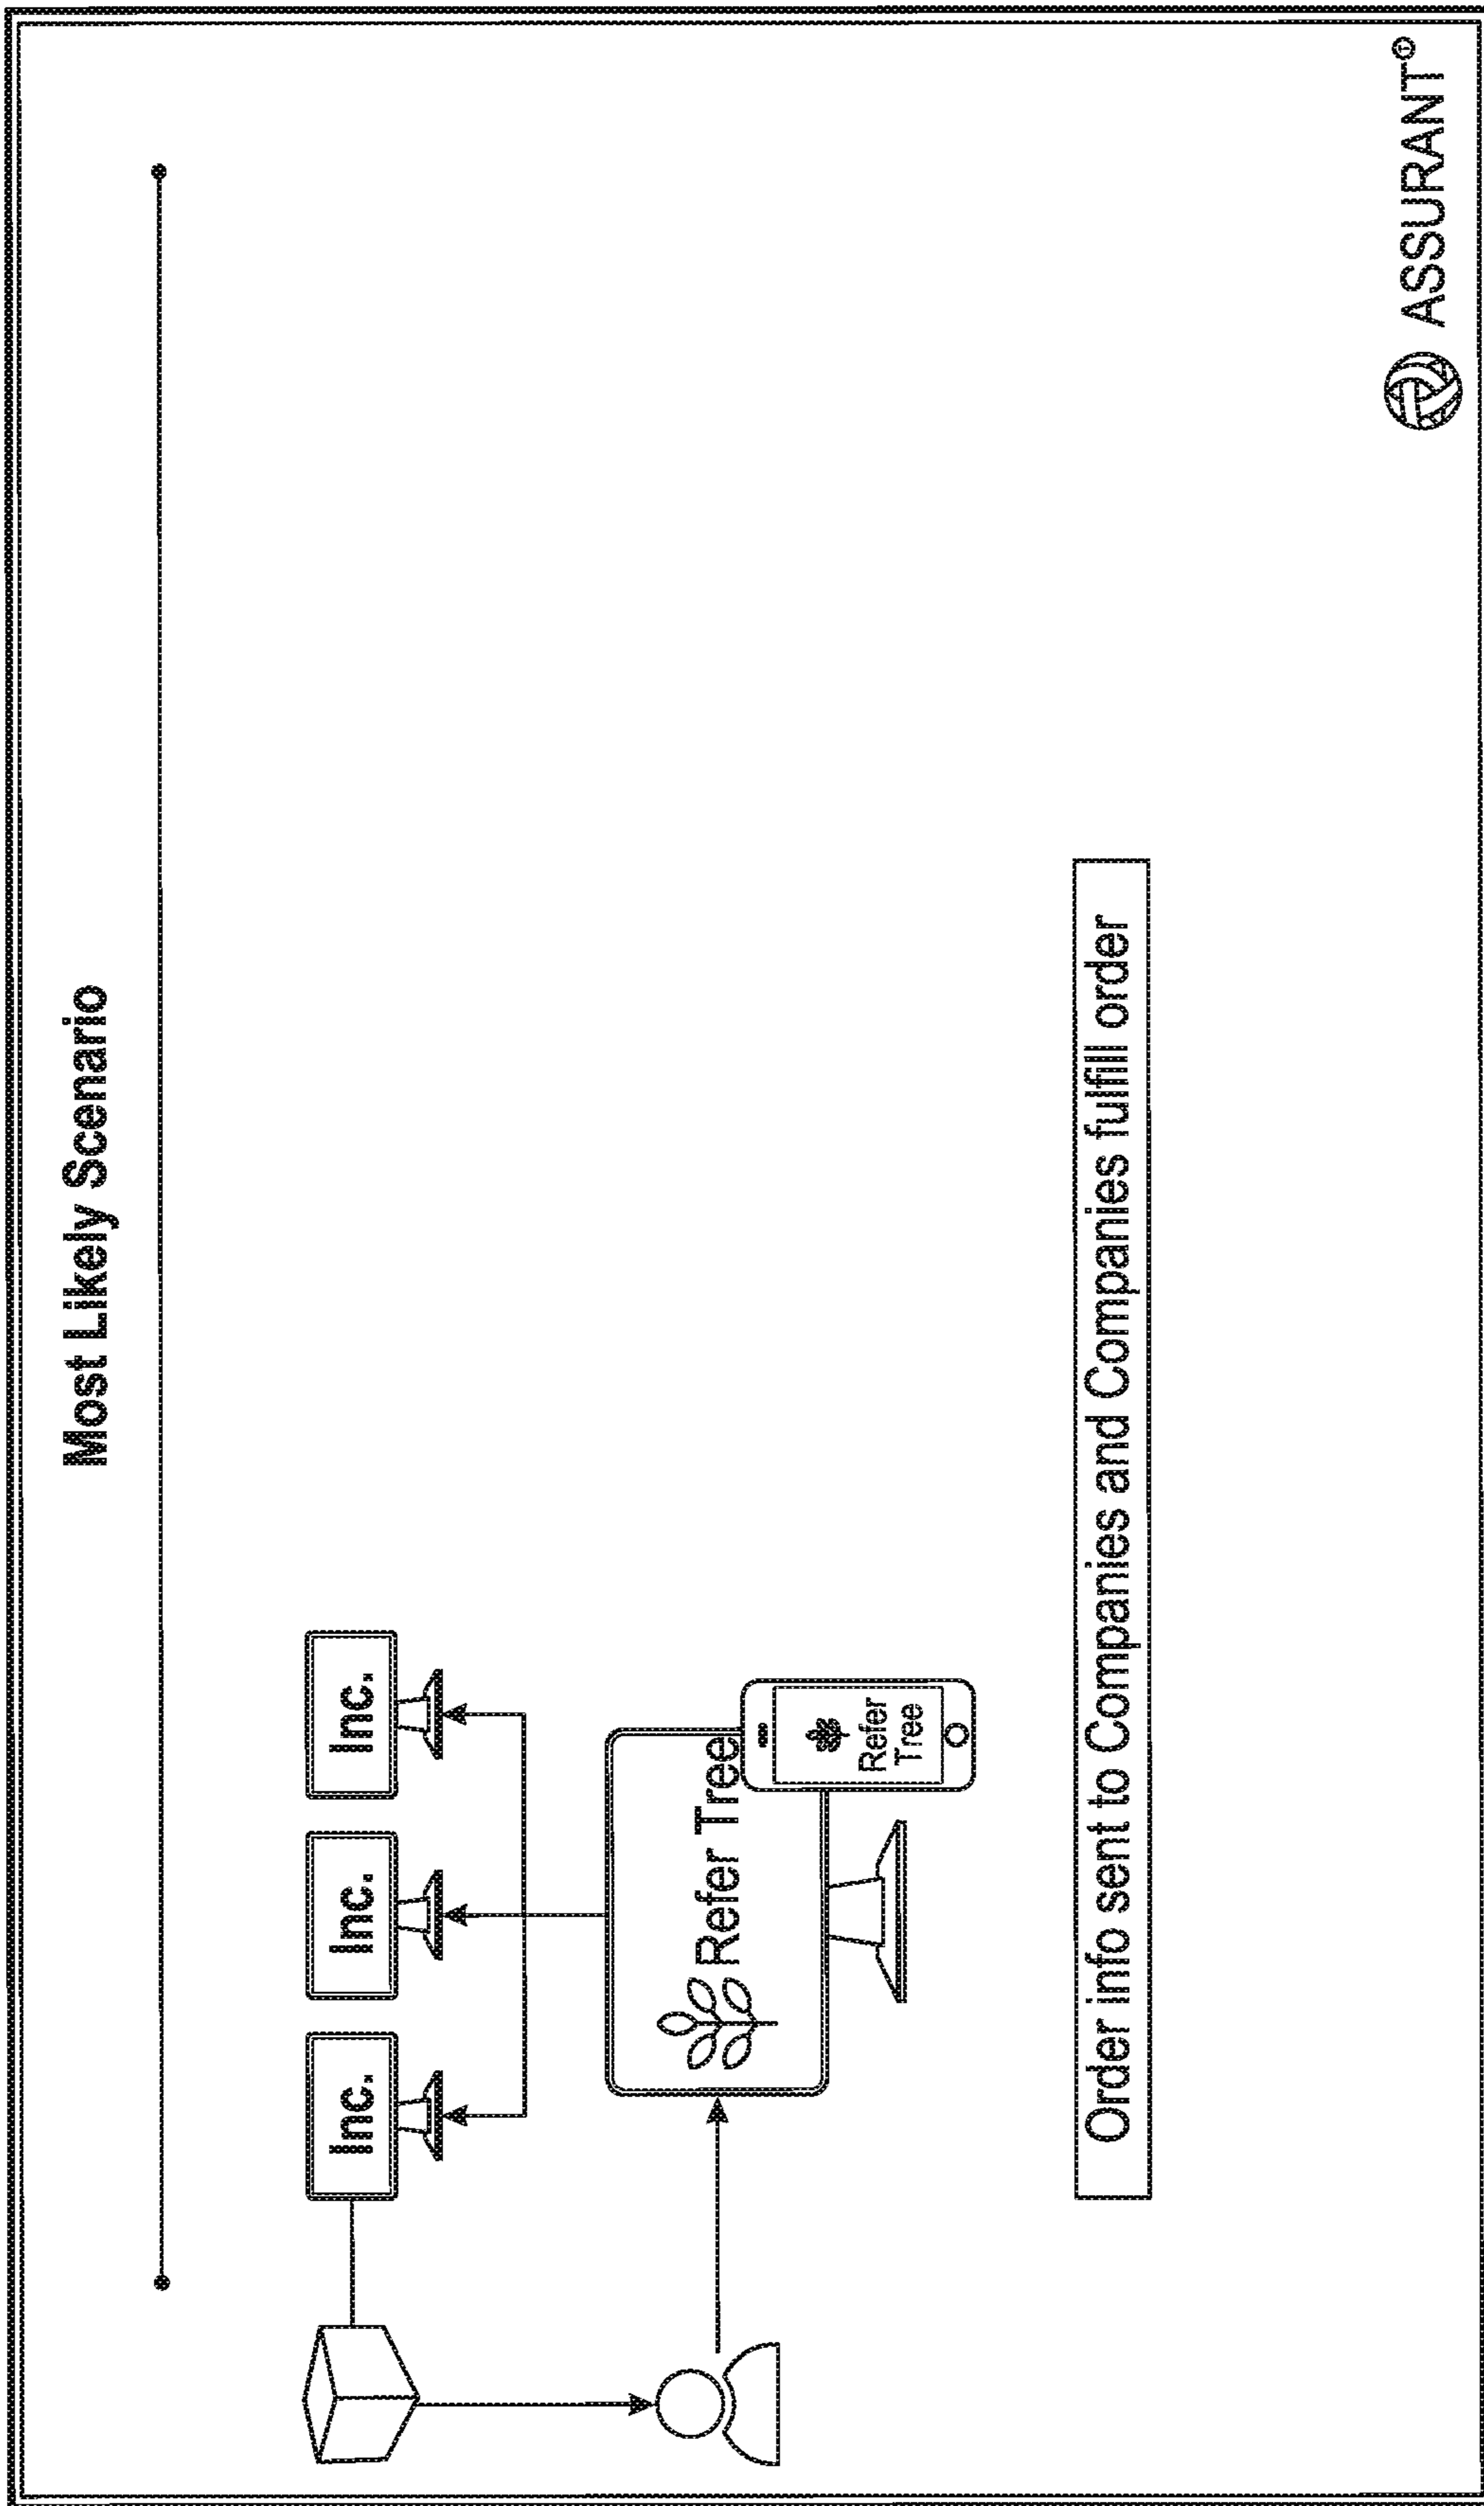 Most Likely Scenario
Inc.
Inc.
Inc.
Refer Tree
Refer
Tree
Order info sent to Companies and Companies fulfill order
ASSURANT®